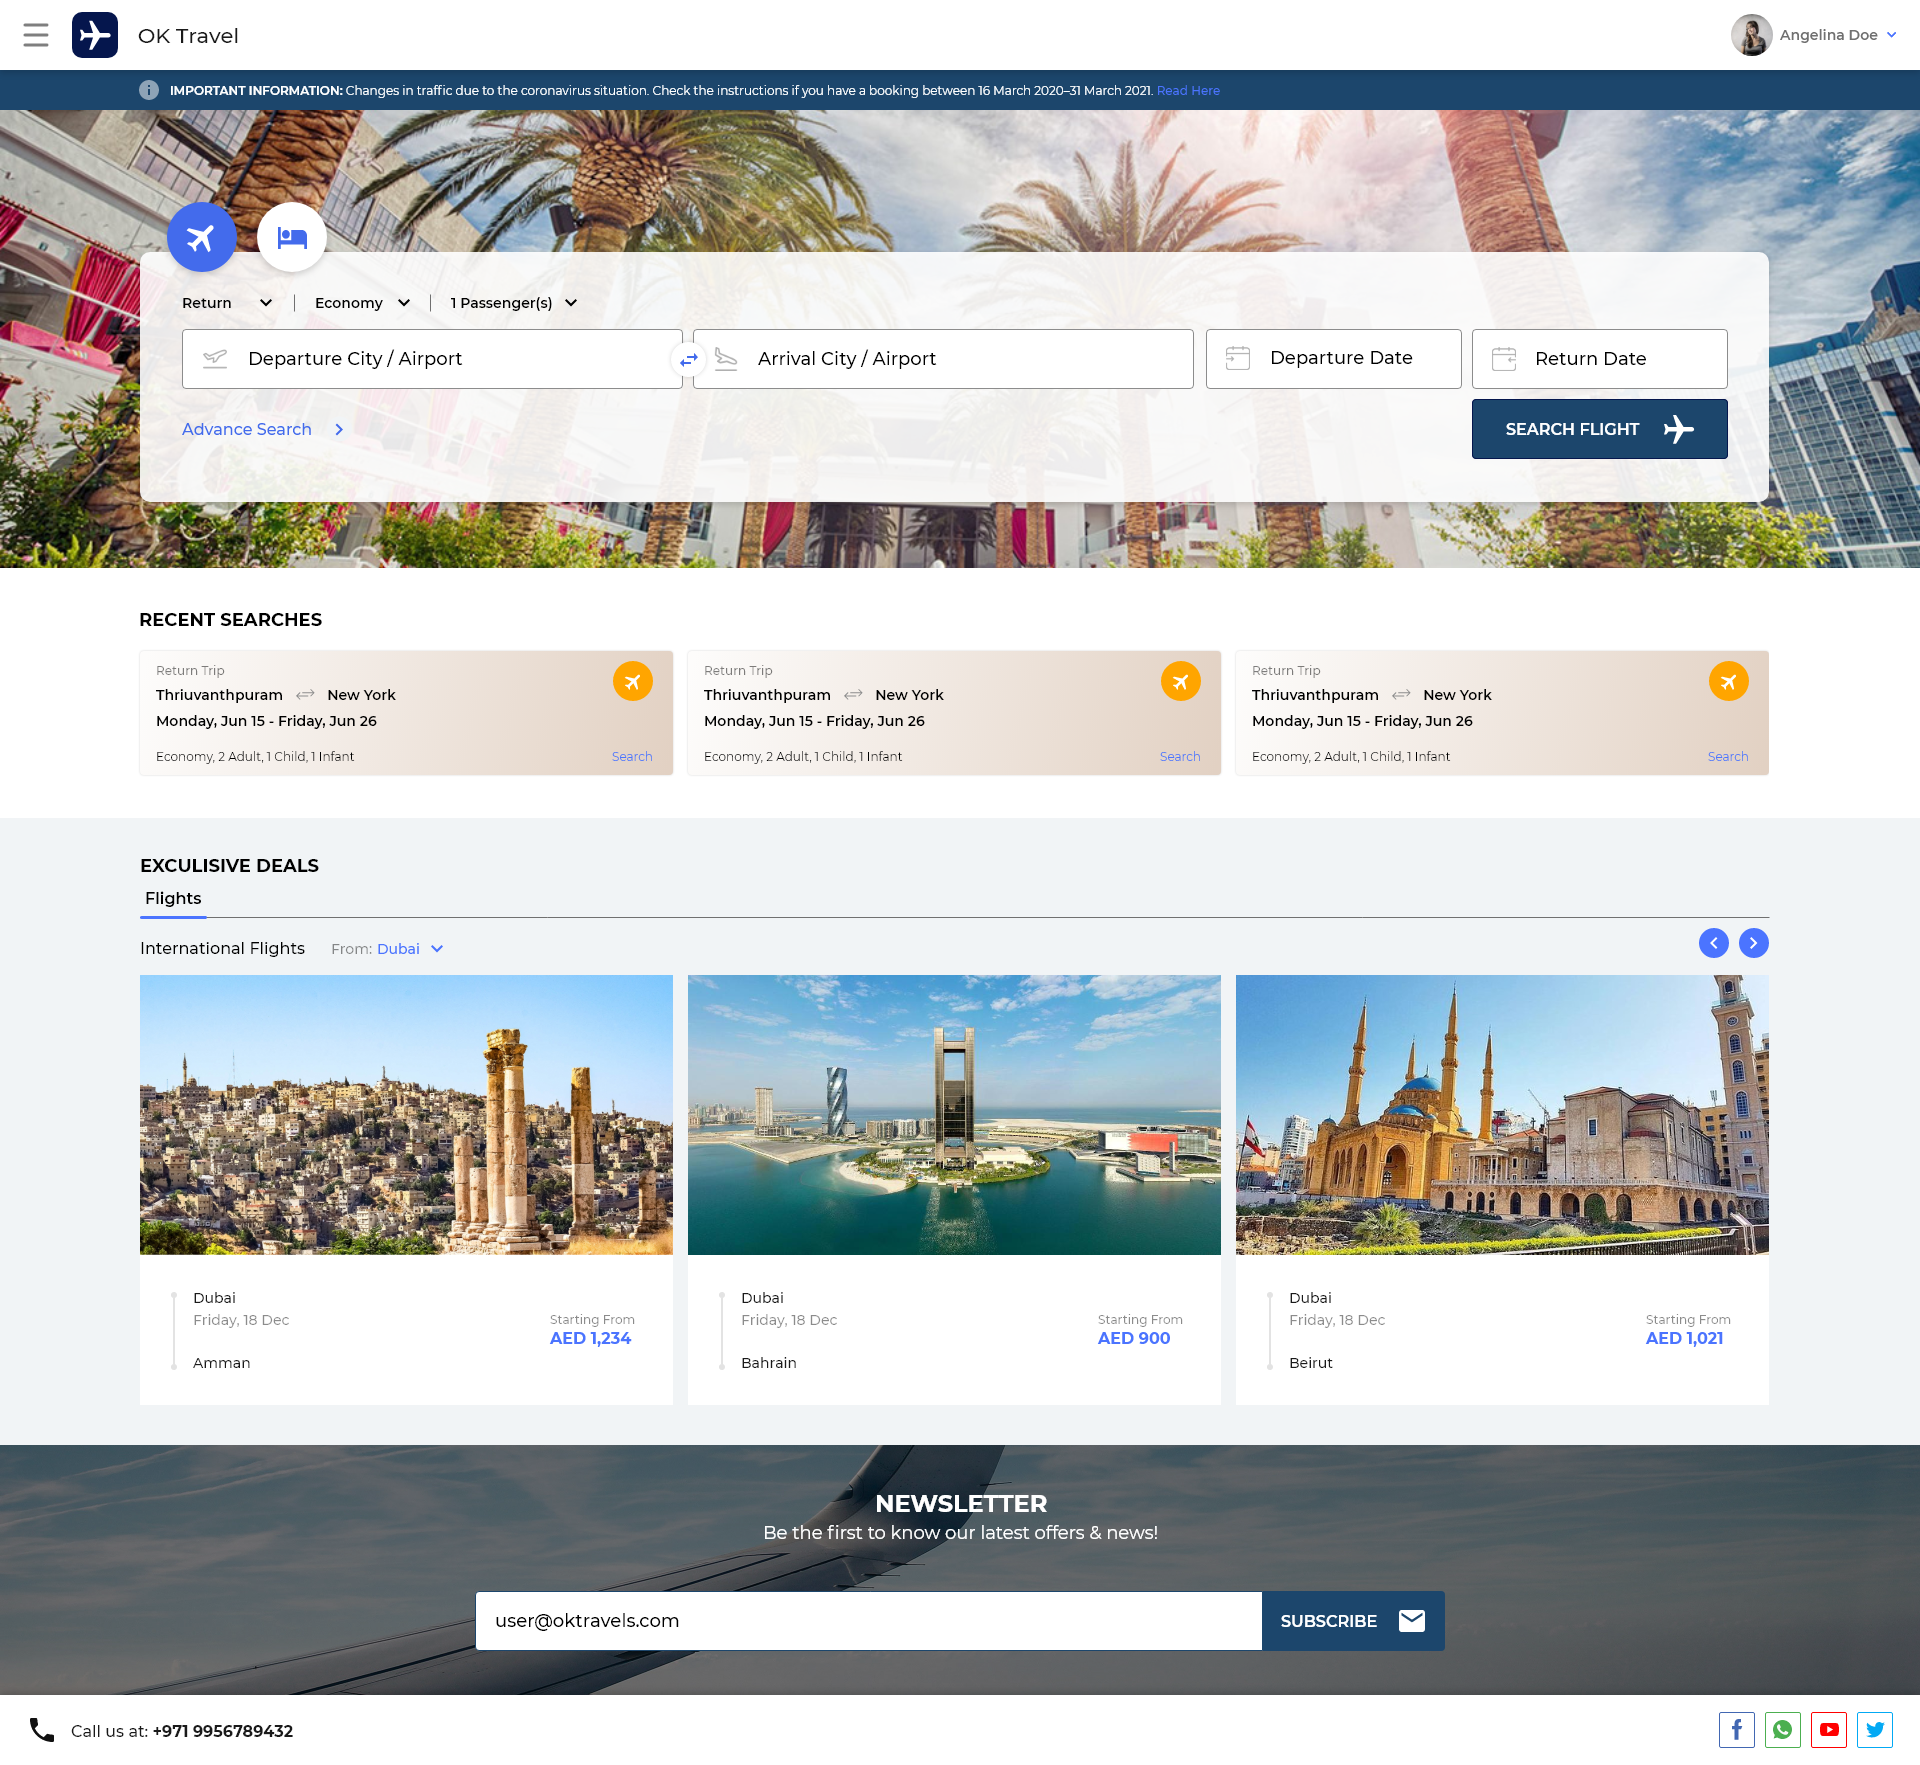 OK Travel
Angelina Doe
IMPORTANT INFORMATION: Changes in traffic due to the coronavirus situation. Check the instructions if you have a booking between 16 March 2020–31 March 2021. Read Here
Return
Economy
1 Passenger(s)
Departure City / Airport
Arrival City / Airport
Departure Date
Return Date
Advance Search
SEARCH FLIGHT
RECENT SEARCHES
Return Trip
Thriuvanthpuram New York
Monday, Jun 15 - Friday, Jun 26
Economy, 2 Adult, 1 Child, 1 Infant
Search
Return Trip
Thriuvanthpuram New York
Monday, Jun 15 - Friday, Jun 26
Economy, 2 Adult, 1 Child, 1 Infant
Search
Return Trip
Thriuvanthpuram New York
Monday, Jun 15 - Friday, Jun 26
Economy, 2 Adult, 1 Child, 1 Infant
Search
EXCULISIVE DEALS
Flights
International Flights
From: Dubai
Dubai
Friday, 18 Dec
Amman
Starting From
AED 1,234
Dubai
Friday, 18 Dec
Bahrain
Starting From
AED 900
Dubai
Friday, 18 Dec
Beirut
Starting From
AED 1,021
NEWSLETTER
Be the first to know our latest offers & news!
user@oktravels.com
SUBSCRIBE
Call us at: +971 9956789432